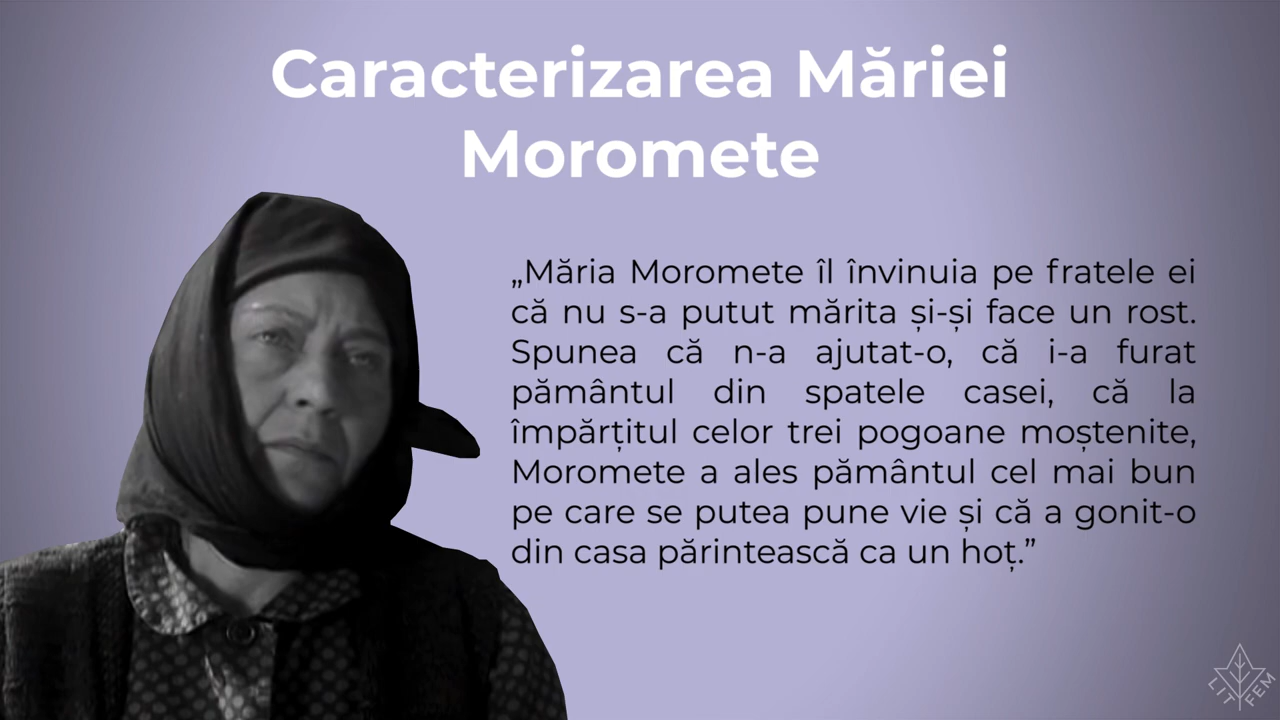 Caracterizarea Măriei
Moromete
„Măria Moromete îl învinuia pe fratele ei
că nu s-a putut mărita și-și face un rost.
Spunea că n-a ajutat-o, că i-a furat
pământul din spatele casei, că la
împărțitul celor trei pogoane moștenite,
Moromete a ales pământul cel mai bun
pe care se putea pune vie și că a gonit-o
din casa părintească ca un hoț.”
LIT FEM